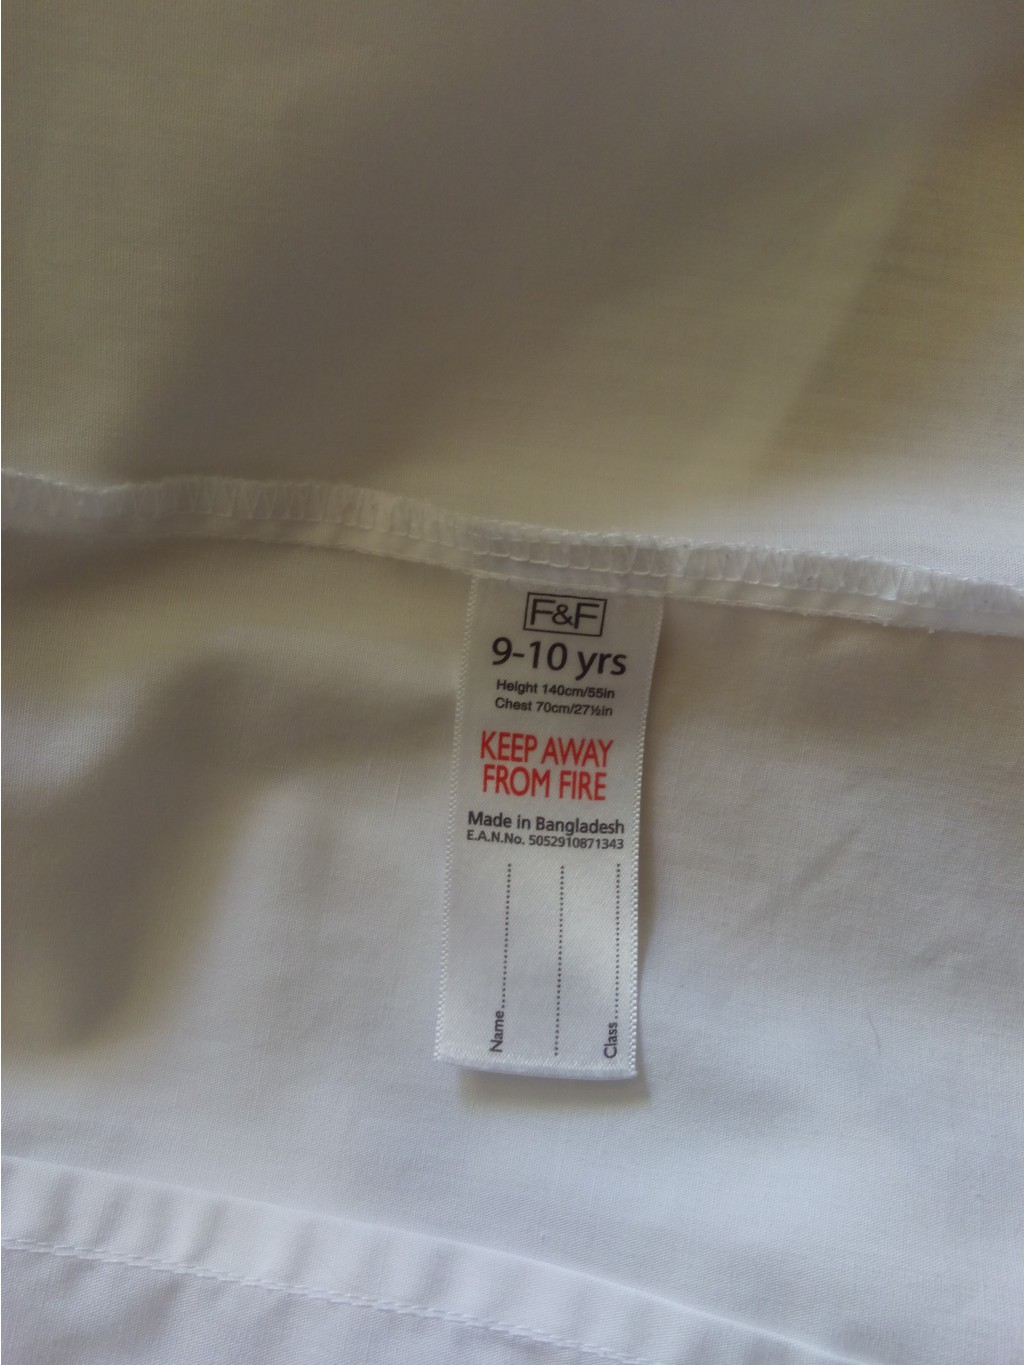 F&F
9-10 yrs
Height 140cm/55in
Chest 70cm/27½in
KEEP AWAY
FROM FIRE
Made in Bangladesh
E.A.N.No. 5052910871343
Name
Class